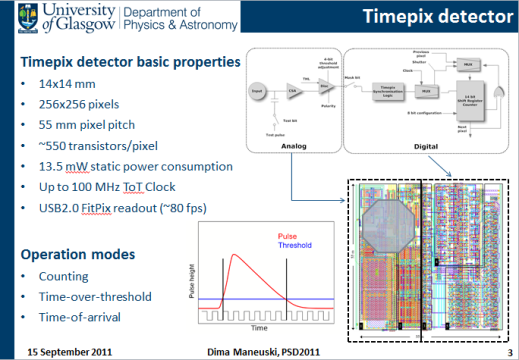 University
of Glasgow
Department of
Physics & Astronomy
Timepix detector
Timepix detector basic properties
• 14x14 mm
• 256x256 pixels
• 55 mm pixel pitch
• ~550 transistors/pixel
• 13.5 mW static power consumption
• Up to 100 MHz ToT Clock
• USB2.0 FitPix readout (~80 fps)
Operation modes
• Counting
• Time-over-threshold
• Time-of-arrival
Input
CSA
THL
4-bit
threshold
adjustment
Disc
Polarity
Mask bit
Test bit
Test pulse
Analog
Timepix
Synchronization
Logic
Previous
pixel
Shutter
Clock
MUX
MUX
14-bit
Shift Register
Counter
8 bit configuration
Next
pixel
Digital
Pulse
Threshold
Pulse height
Time
15 September 2011
Dima Maneuski, PSD2011
3